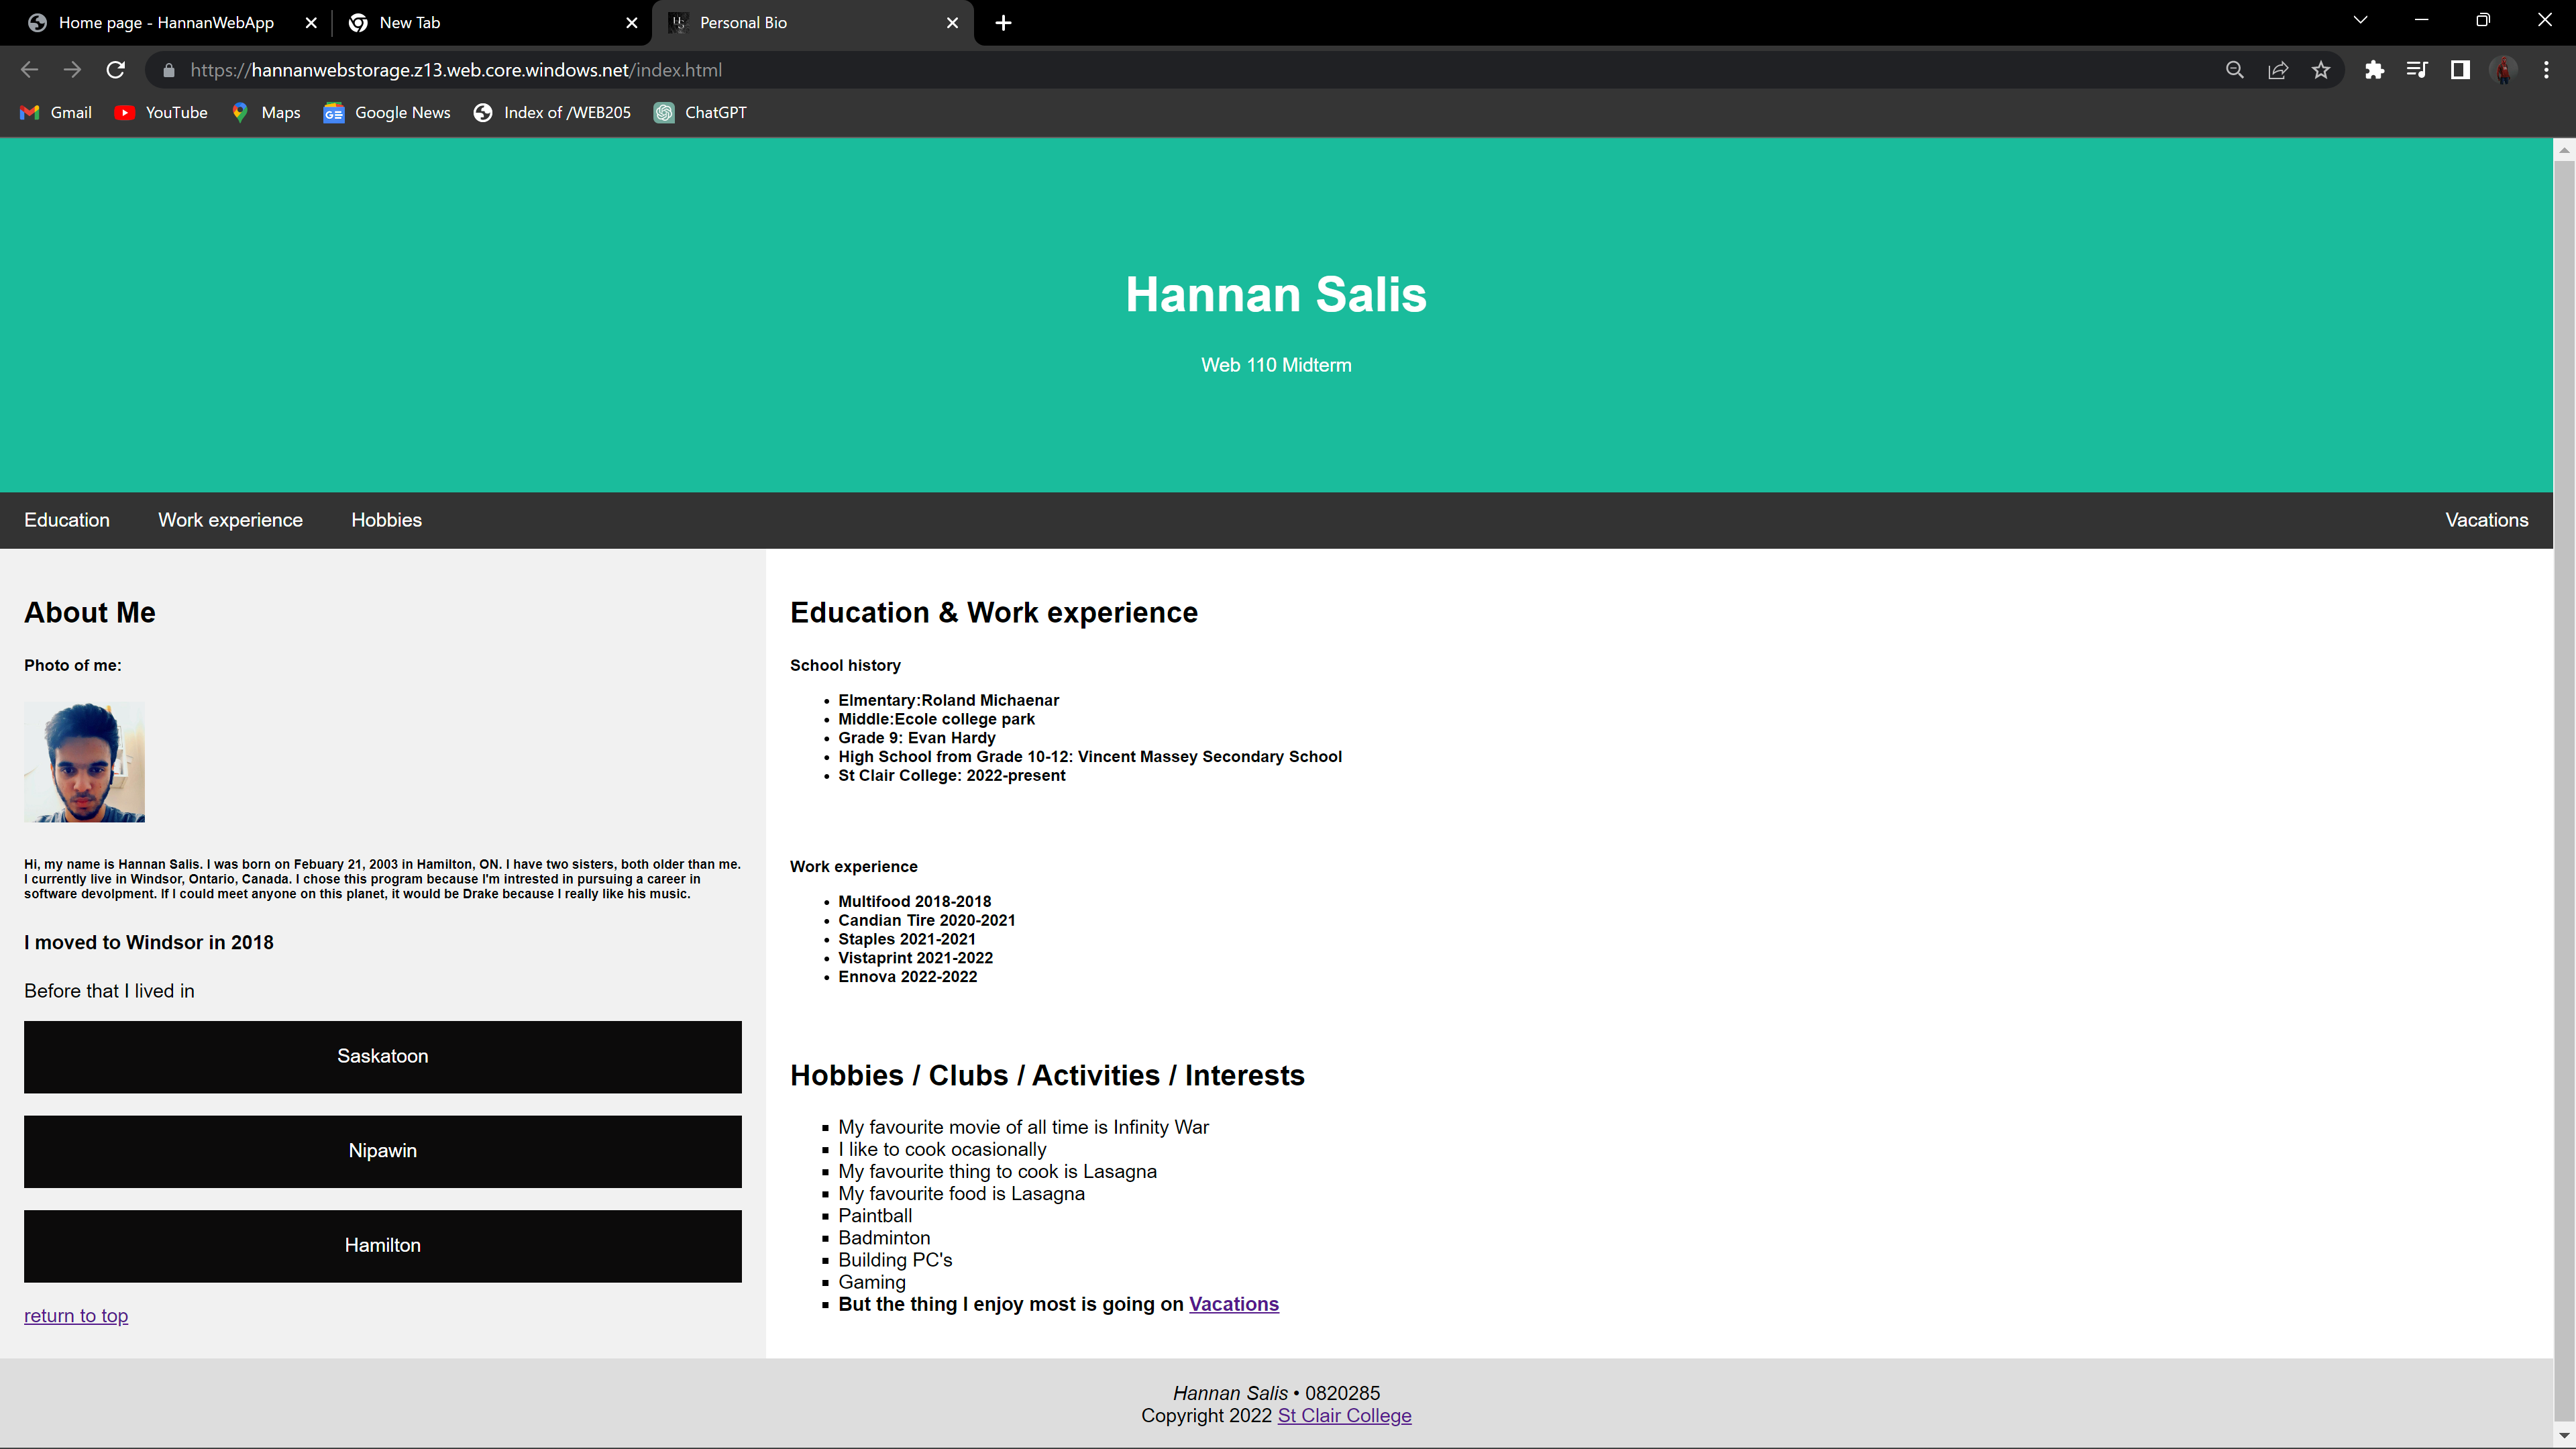 Home page - HannanWebApp
New Tab
Personal Bio
https://hannanwebstorage.z13.web.core.windows.net/index.html
Gmail
YouTube
Maps
Google News
Index of /WEB205
ChatGPT
Hannan Salis
Web 110 Midterm
Education
Work experience
Hobbies
Vacations
About Me
Photo of me:
Hi, my name is Hannan Salis. I was born on Febuary 21, 2003 in Hamilton, ON. I have two sisters, both older than me.
I currently live in Windsor, Ontario, Canada. I chose this program because I'm intrested in pursuing a career in
software devolpment. If I could meet anyone on this planet, it would be Drake because I really like his music.
I moved to Windsor in 2018
Before that I lived in
Saskatoon
Nipawin
Hamilton
return to top
Education & Work experience
School history
Elmentary:Roland Michaenar
Middle:Ecole college park
Grade 9: Evan Hardy
High School from Grade 10-12: Vincent Massey Secondary School
St Clair College: 2022-present
Work experience
Multifood 2018-2018
Candian Tire 2020-2021
Staples 2021-2021
Vistaprint 2021-2022
Ennova 2022-2022
Hobbies / Clubs / Activities / Interests
My favourite movie of all time is Infinity War
I like to cook ocasionally
My favourite thing to cook is Lasagna
My favourite food is Lasagna
Paintball
Badminton
Building PC's
Gaming
But the thing I enjoy most is going on Vacations
Hannan Salis • 0820285
Copyright 2022 St Clair College